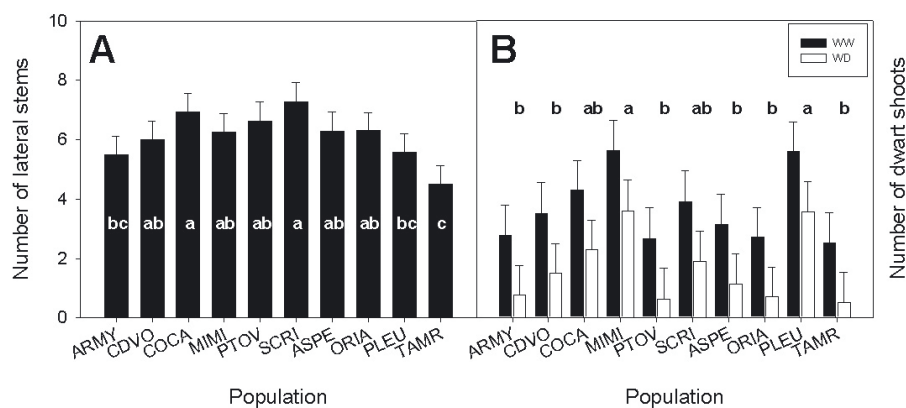 10
8
6
4
2
0
Number of lateral stems
A
bc ab a ab ab a ab ab bc c
ARMY CDVO COCA MIMI PTOV SCRI ASPE ORIA PLEU TAMR
Population
B
WW
WD
b b ab a b ab b b a b
ARMY CDVO COCA MIMI PTOV SCRI ASPE ORIA PLEU TAMR
Population
Number of dwart shoots